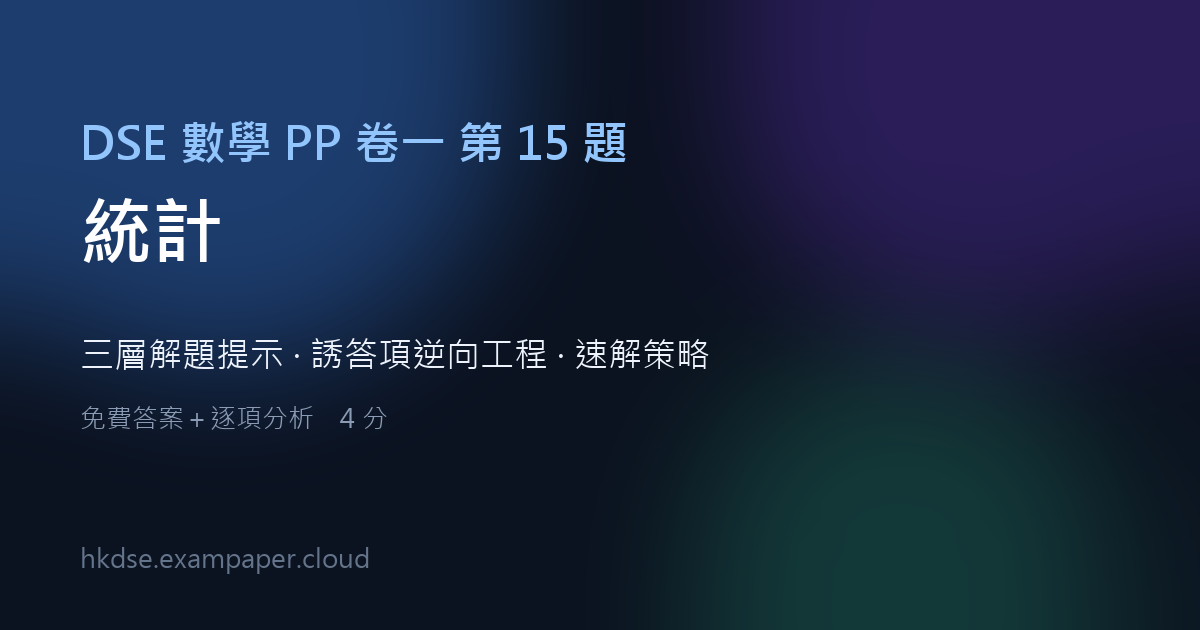 DSE 數學 PP 卷一 第 15 題
統計
三層解題提示 · 誘答項逆向工程 · 速解策略
免費答案 + 逐項分析 4 分
hkdse.exampaper.cloud